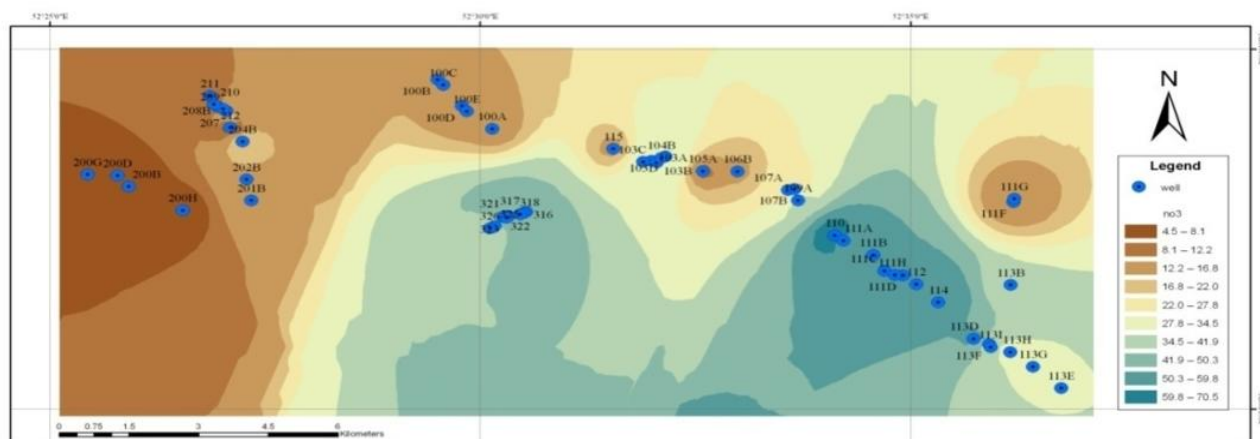 52°25'0"E 52°30'0"E 52°35'0"E
N
Legend
well
no3
4.5 – 8.1
8.1 – 12.2
12.2 – 16.8
16.8 – 22.0
22.0 – 27.8
27.8 – 34.5
34.5 – 41.9
41.9 – 50.3
50.3 – 59.8
59.8 – 70.5
100C
100B
100E
100D
100A
211
210
208B
207
212
204B
200G 200D
200B
202B
201B
200H
115
103C
104B
103A
103D
103B
105A
106B
107A
109A
107B
111G
111F
321
317
318
316
322
110
111A
111B
111C
111H
111D
112
114
113B
113D
113I
113H
113F
113G
113E
0 0.75 1.5 3 4.5 6
Kilometers